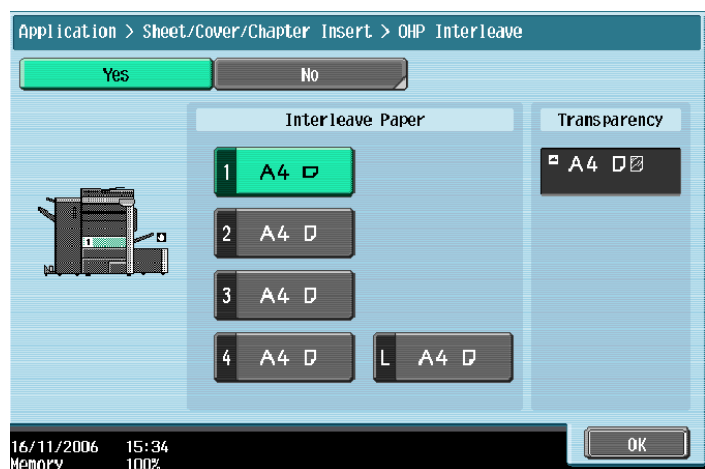 Application > Sheet/Cover/Chapter Insert > OHP Interleave
Yes No
Interleave Paper Transparency
1 A4 A4
2 A4
3 A4
4 A4 L A4
1
16/11/2006 15:34 OK
Memory 100%